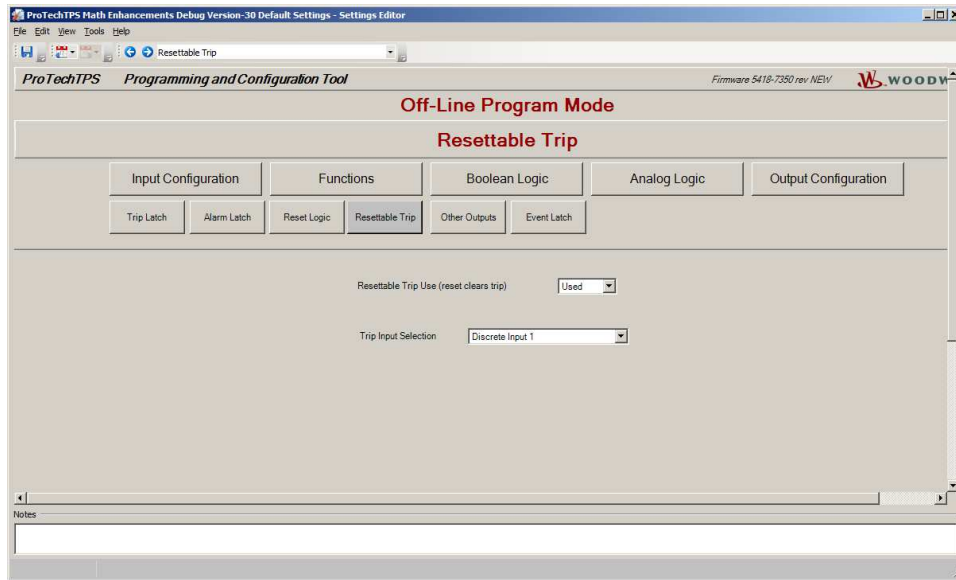 ProTechTPS Math Enhancements Debug Version-30 Default Settings - Settings Editor
File Edit View Tools Help
Resettable Trip
ProTechTPS Programming and Configuration Tool Firmware 5418-7350 rev NEW WOODW
Off-Line Program Mode
Resettable Trip
Input Configuration Functions Boolean Logic Analog Logic Output Configuration
Trip Latch Alarm Latch Reset Logic Resettable Trip Other Outputs Event Latch
Resettable Trip Use (reset clears trip) Used
Trip Input Selection Discrete Input 1
Notes